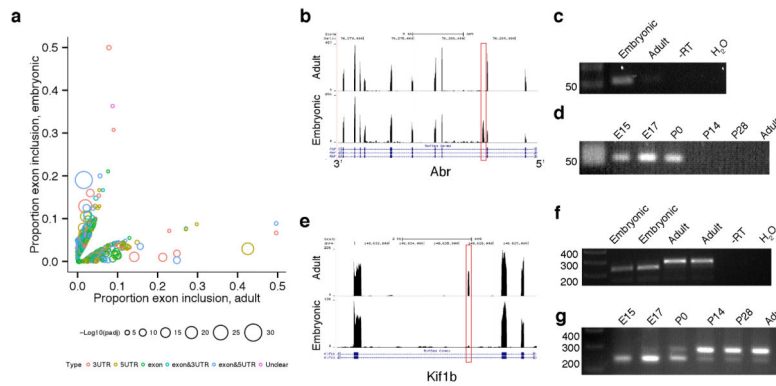 a
0.5
0.4
0.3
0.2
0.1
0.0
Proportion exon inclusion, embryonic
0.0 0.1 0.2 0.3 0.4 0.5
Proportion exon inclusion, adult
-Log10(padj) 5 10 15 20 25 30
Type 3UTR 5UTR exon exon&3UTR exon&5UTR Unclear
b
Adult
Embryonic
3' 5'
Abr
c
Embryonic Adult -RT H2O
50
d
E15 E17 P0 P14 P28 Adult
50
e
Adult
Embryonic
Kif1b
f
Embryonic Embryonic Adult Adult -RT H2O
400
300
200
g
E15 E17 P0 P14 P28 Ad
400
300
200